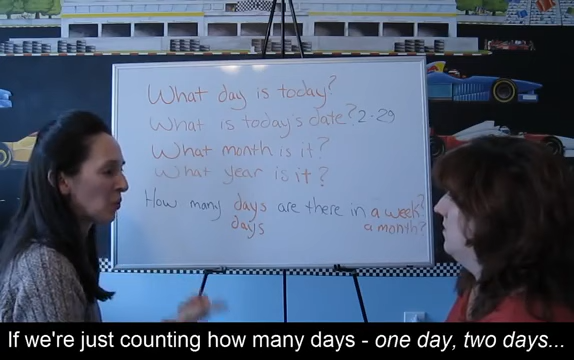 What day is today?
What is today's date? 2.29
What month is it?
What year is it?
How many days are there in a week?
days a month?
If we're just counting how many days - one day, two days...